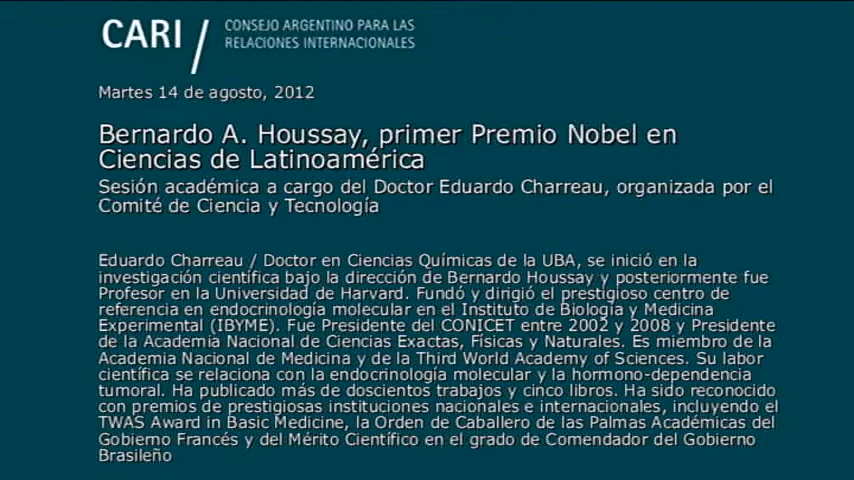 CARI/
CONSEJO ARGENTINO PARA LAS
RELACIONES INTERNACIONALES
Martes 14 de agosto, 2012
Bernardo A. Houssay, primer Premio Nobel en
Ciencias de Latinoamérica
Sesión académica a cargo del Doctor Eduardo Charreau, organizada por el
Comité de Ciencia y Tecnología
Eduardo Charreau / Doctor en Ciencias Químicas de la UBA, se inició en la
investigación científica bajo la dirección de Bernardo Houssay y posteriormente fue
Profesor en la Universidad de Harvard. Fundó y dirigió el prestigioso centro de
referencia en endocrinología molecular en el Instituto de Biología y Medicina
Experimental (IBYME). Fue Presidente del CONICET entre 2002 y 2008 y Presidente
de la Academia Nacional de Ciencias Exactas, Físicas y Naturales. Es miembro de la
Academia Nacional de Medicina y de la Third World Academy of Sciences. Su labor
científica se relaciona con la endocrinología molecular y la hormono-dependencia
tumoral. Ha publicado más de doscientos trabajos y cinco libros. Ha sido reconocido
con premios de prestigiosas instituciones nacionales e internacionales, incluyendo el
TWAS Award in Basic Medicine, la Orden de Caballero de las Palmas Académicas del
Gobierno Francés y del Mérito Científico en el grado de Comendador del Gobierno
Brasileño